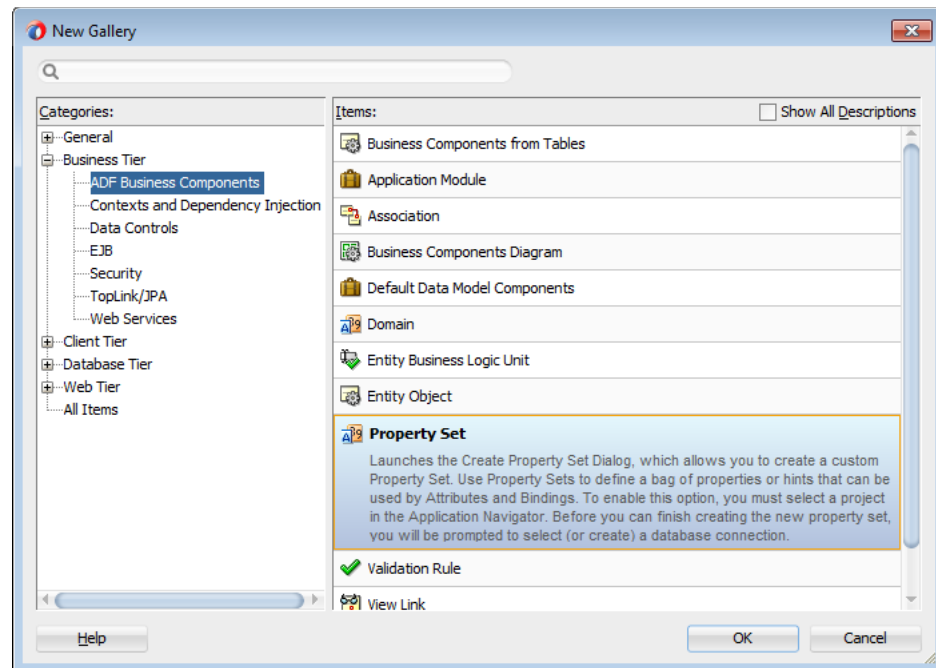 New Gallery
Categories:
General
Business Tier
ADF Business Components
Contexts and Dependency Injection
Data Controls
EJB
Security
TopLink/JPA
Web Services
Client Tier
Database Tier
Web Tier
All Items
Items:
Show All Descriptions
Business Components from Tables
Application Module
Association
Business Components Diagram
Default Data Model Components
Domain
Entity Business Logic Unit
Entity Object
Property Set
Launches the Create Property Set Dialog, which allows you to create a custom
Property Set. Use Property Sets to define a bag of properties or hints that can be
used by Attributes and Bindings. To enable this option, you must select a project
in the Application Navigator. Before you can finish creating the new property set,
you will be prompted to select (or create) a database connection.
Validation Rule
View Link
Help
OK
Cancel